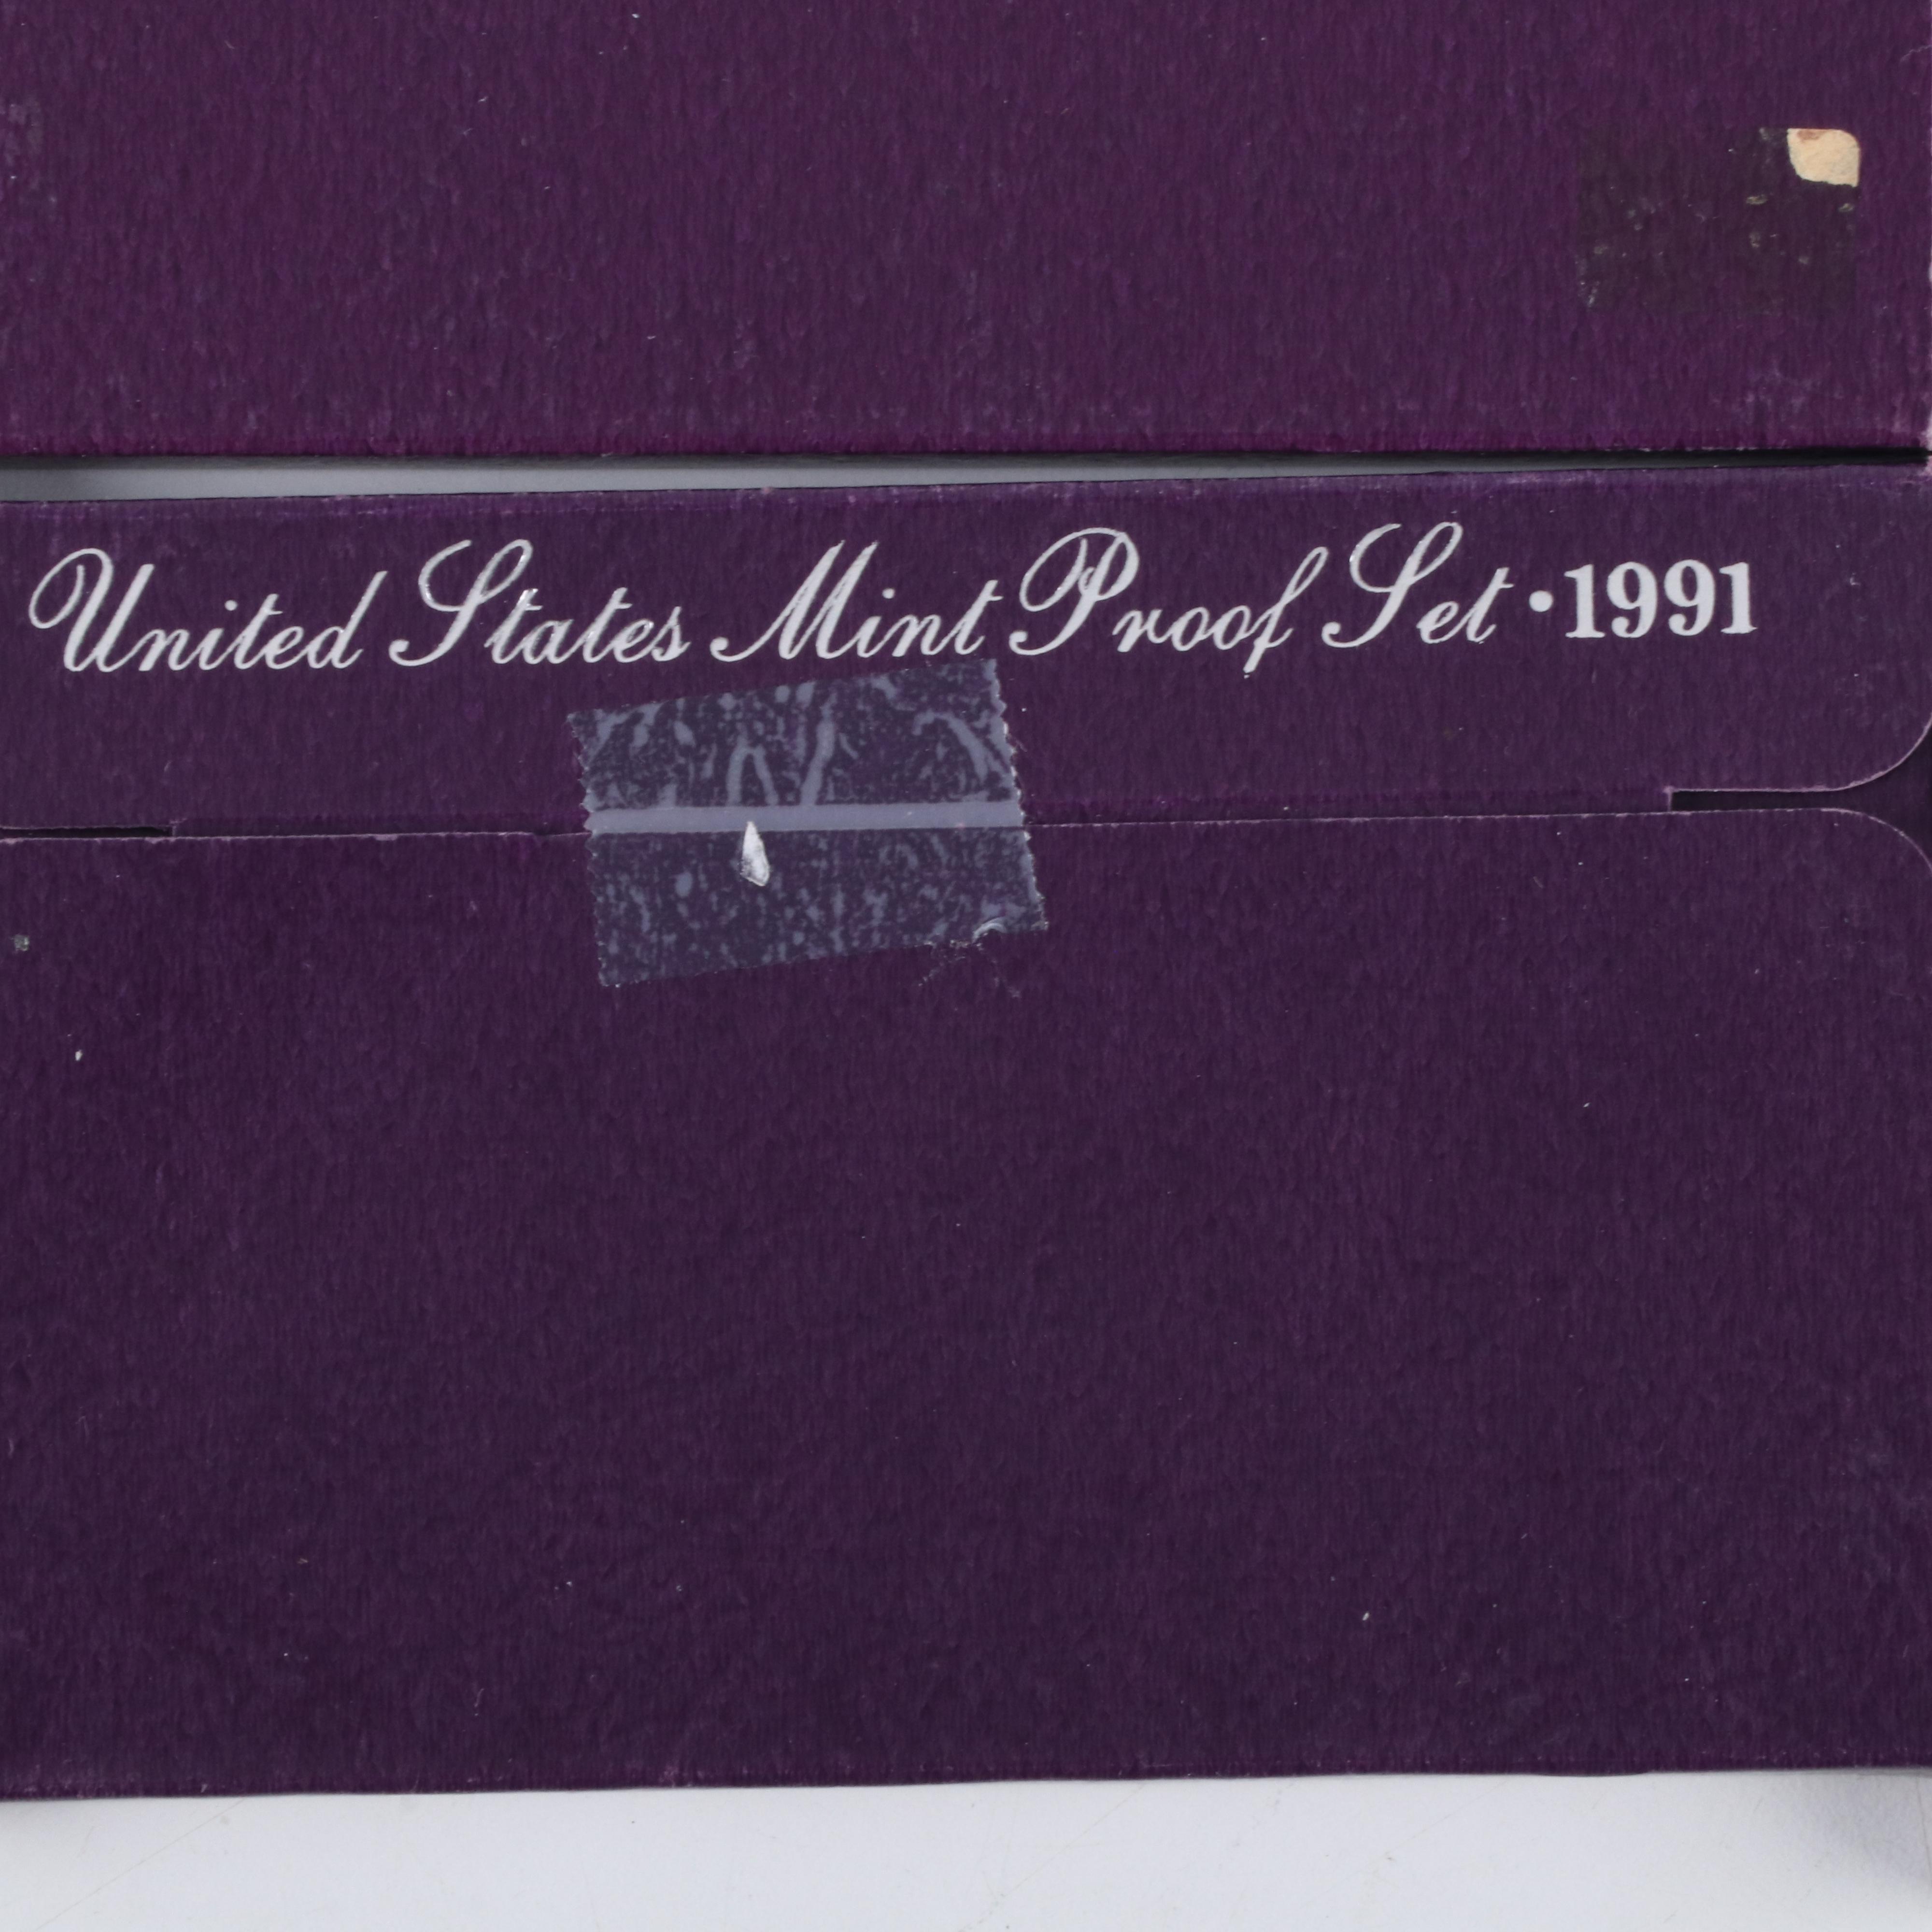 United States Mint Proof Set · 1991